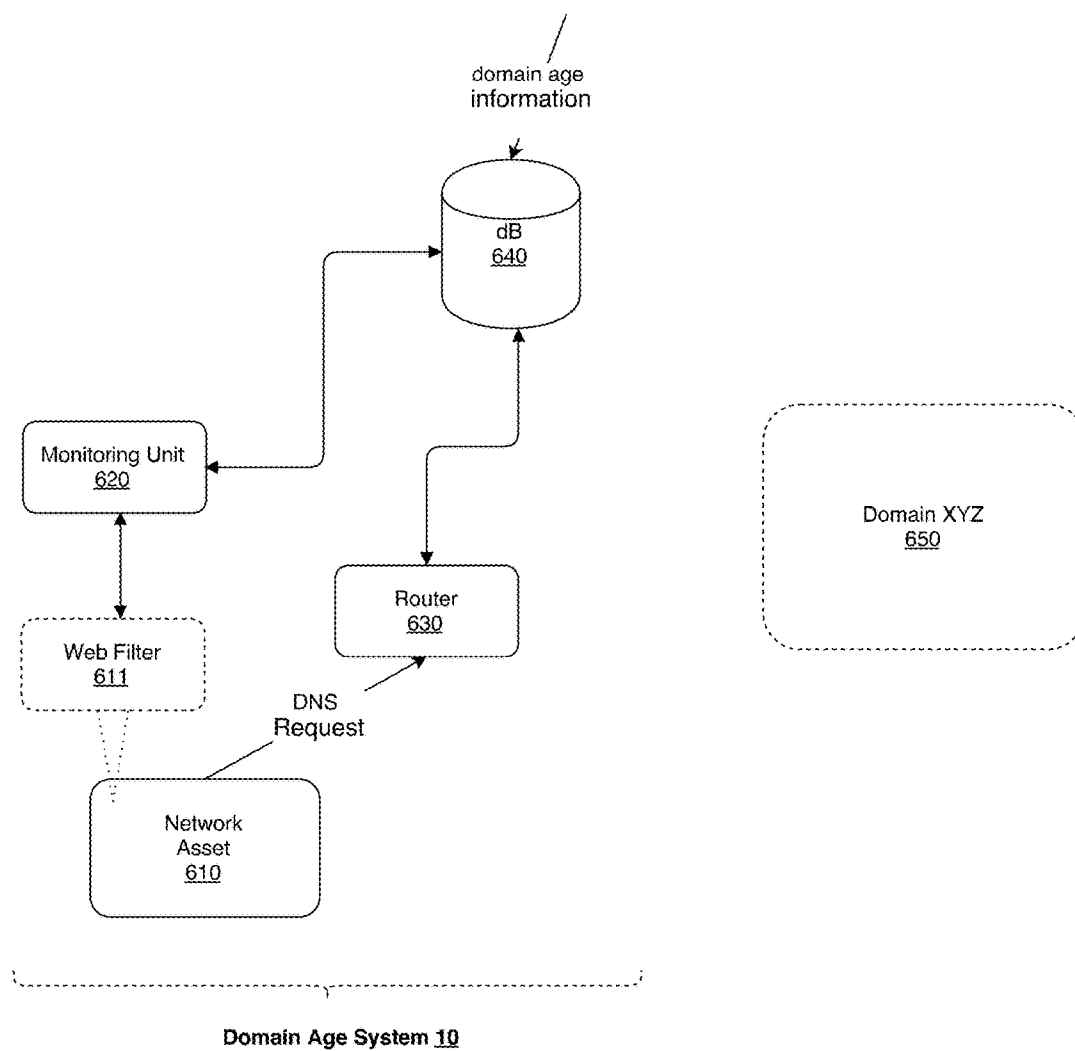 domain age
information
dB
640
Monitoring Unit
620
Domain XYZ
650
Router
630
Web Filter
611
DNS
Request
Network
Asset
610
Domain Age System 10